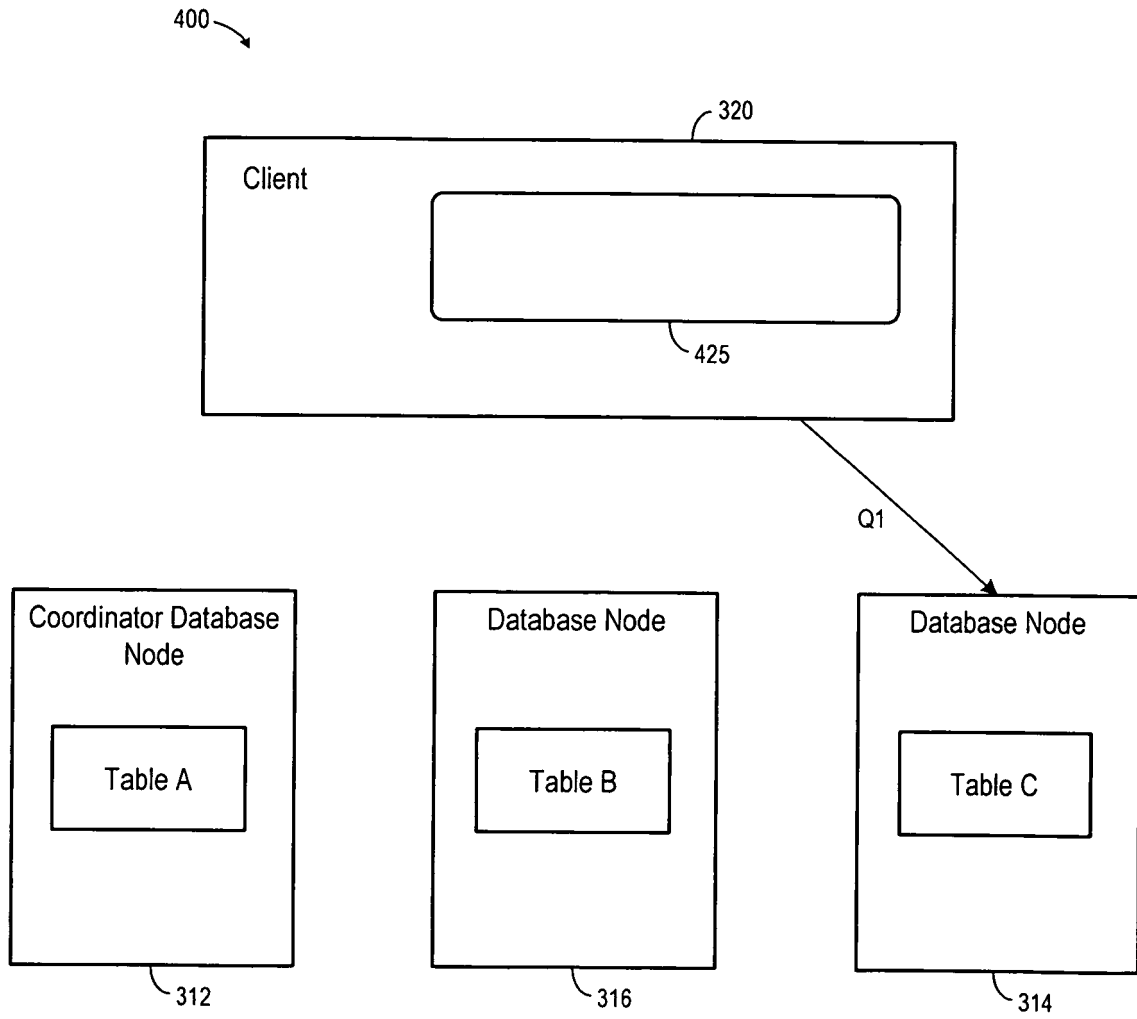 400
320
Client
425
Q1
Coordinator Database
Node
Table A
312
Database Node
Table B
316
Database Node
Table C
314